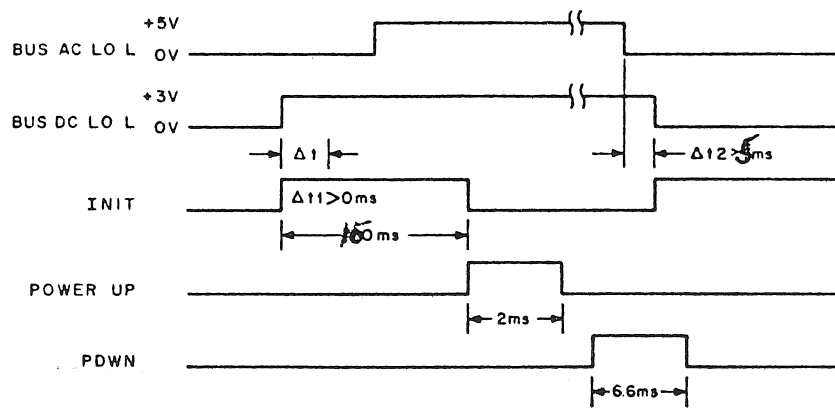 +5V
BUS AC LO L 0V
+3V
BUS DC LO L 0V
Δt
Δt2>5ms
INIT
Δt1>0ms
ms
POWER UP
2ms
PDWN
6.6ms